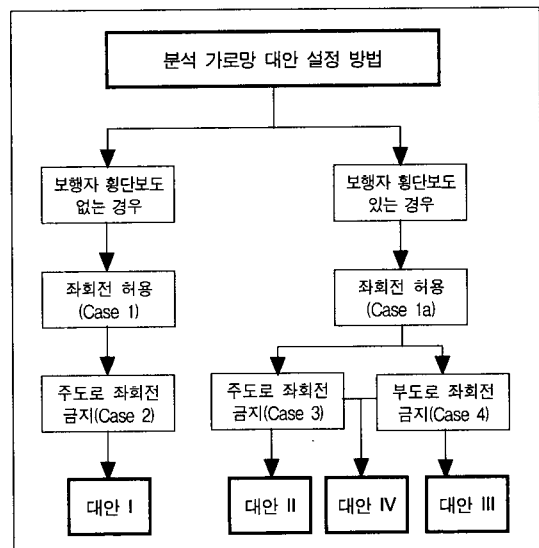 분석 가로망 대안 설정 방법
보행자 횡단보도
없는 경우
보행자 횡단보도
있는 경우
좌회전 허용
(Case 1)
좌회전 허용
(Case 1a)
주도로 좌회전
금지(Case 2)
주도로 좌회전
금지(Case 3)
부도로 좌회전
금지(Case 4)
대안 I
대안 II
대안 IV
대안 III